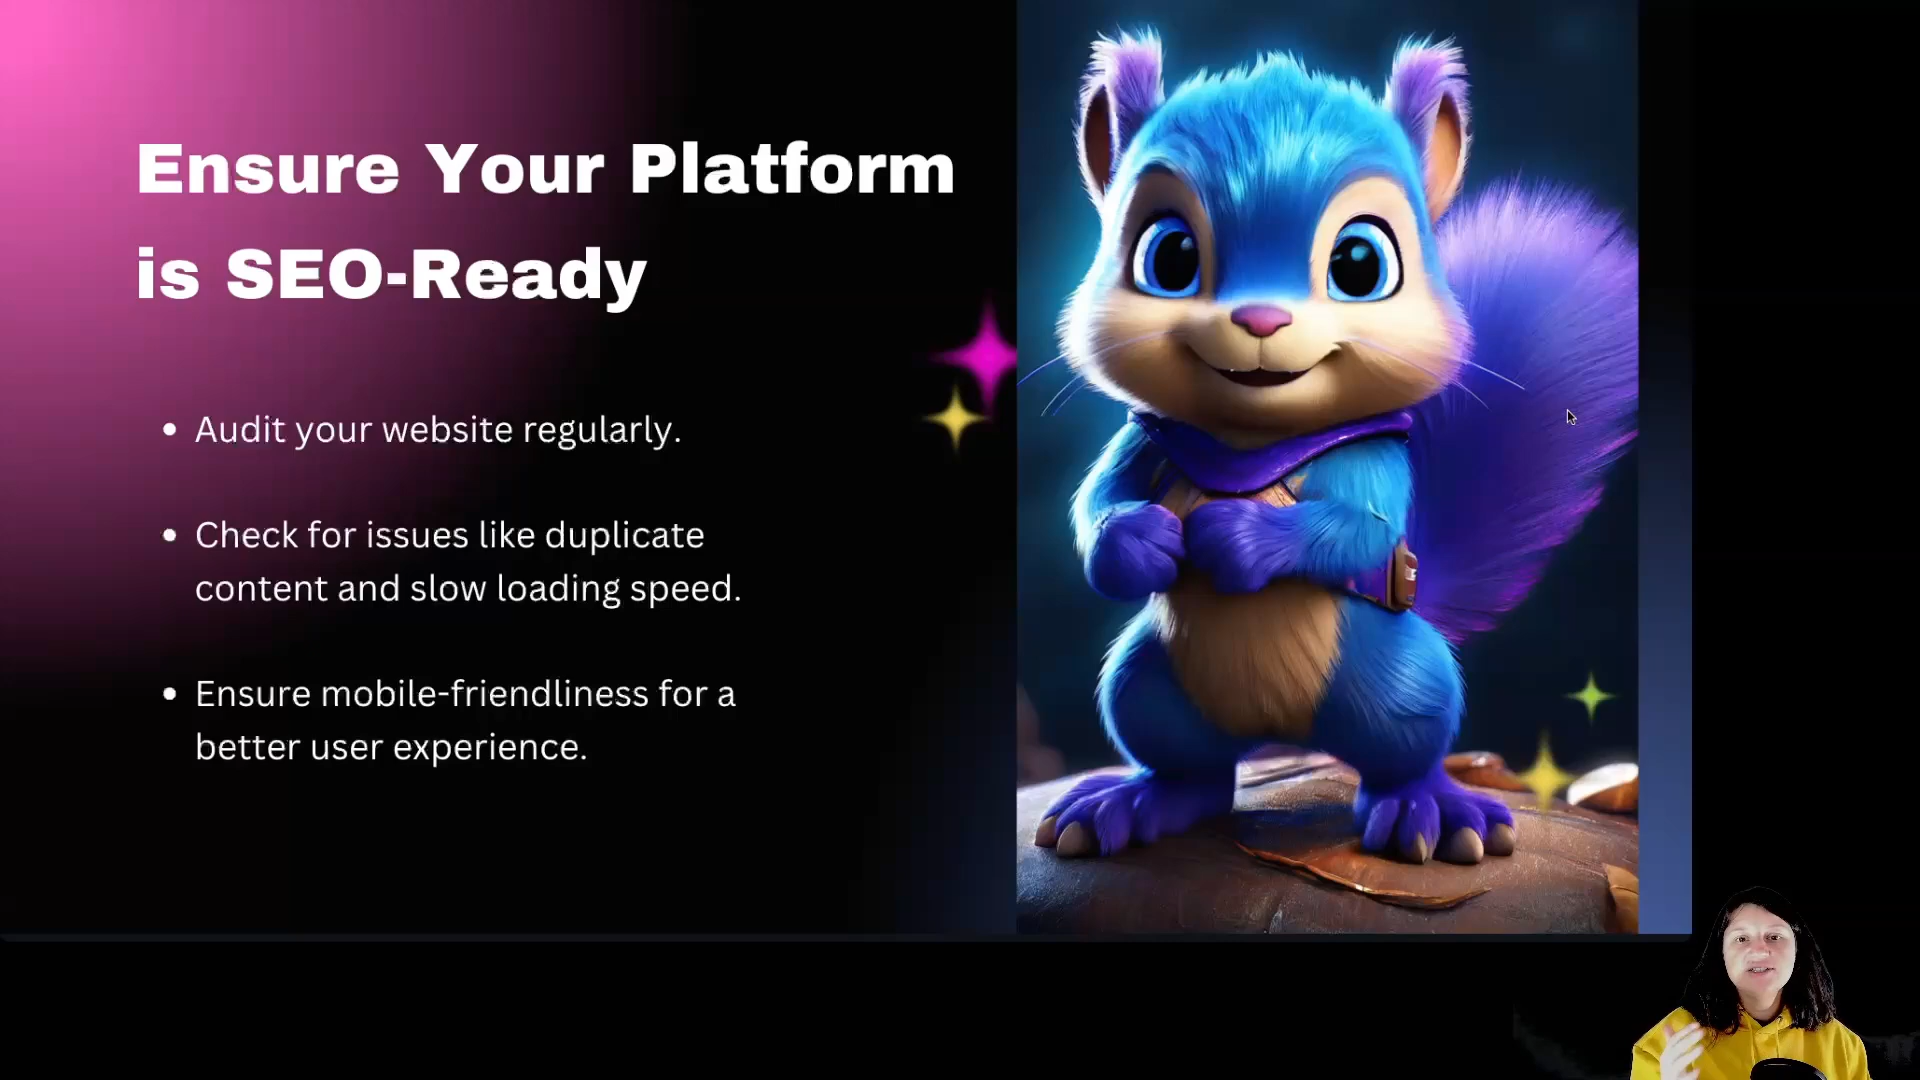 Ensure Your Platform
is SEO-Ready
• Audit your website regularly.
• Check for issues like duplicate
content and slow loading speed.
• Ensure mobile-friendliness for a
better user experience.